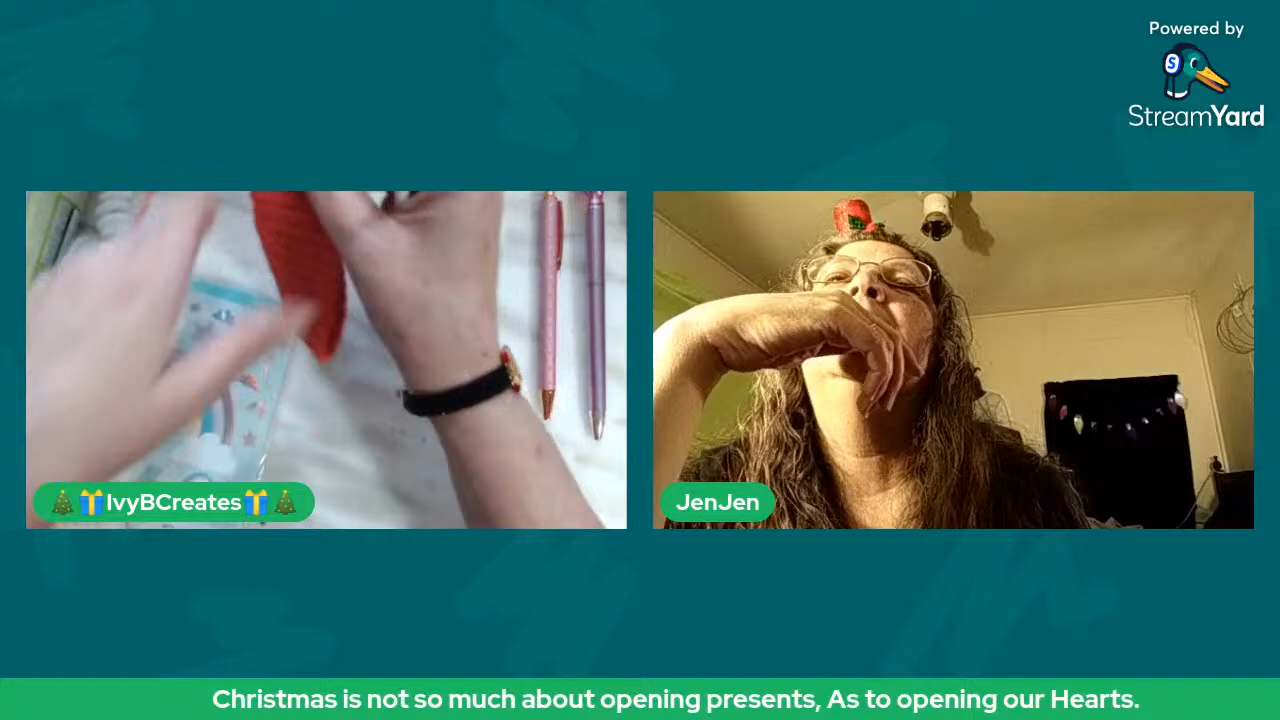 Powered by
StreamYard
🎄🎁IvyBCreates🎁🎄
JenJen
Christmas is not so much about opening presents, As to opening our Hearts.